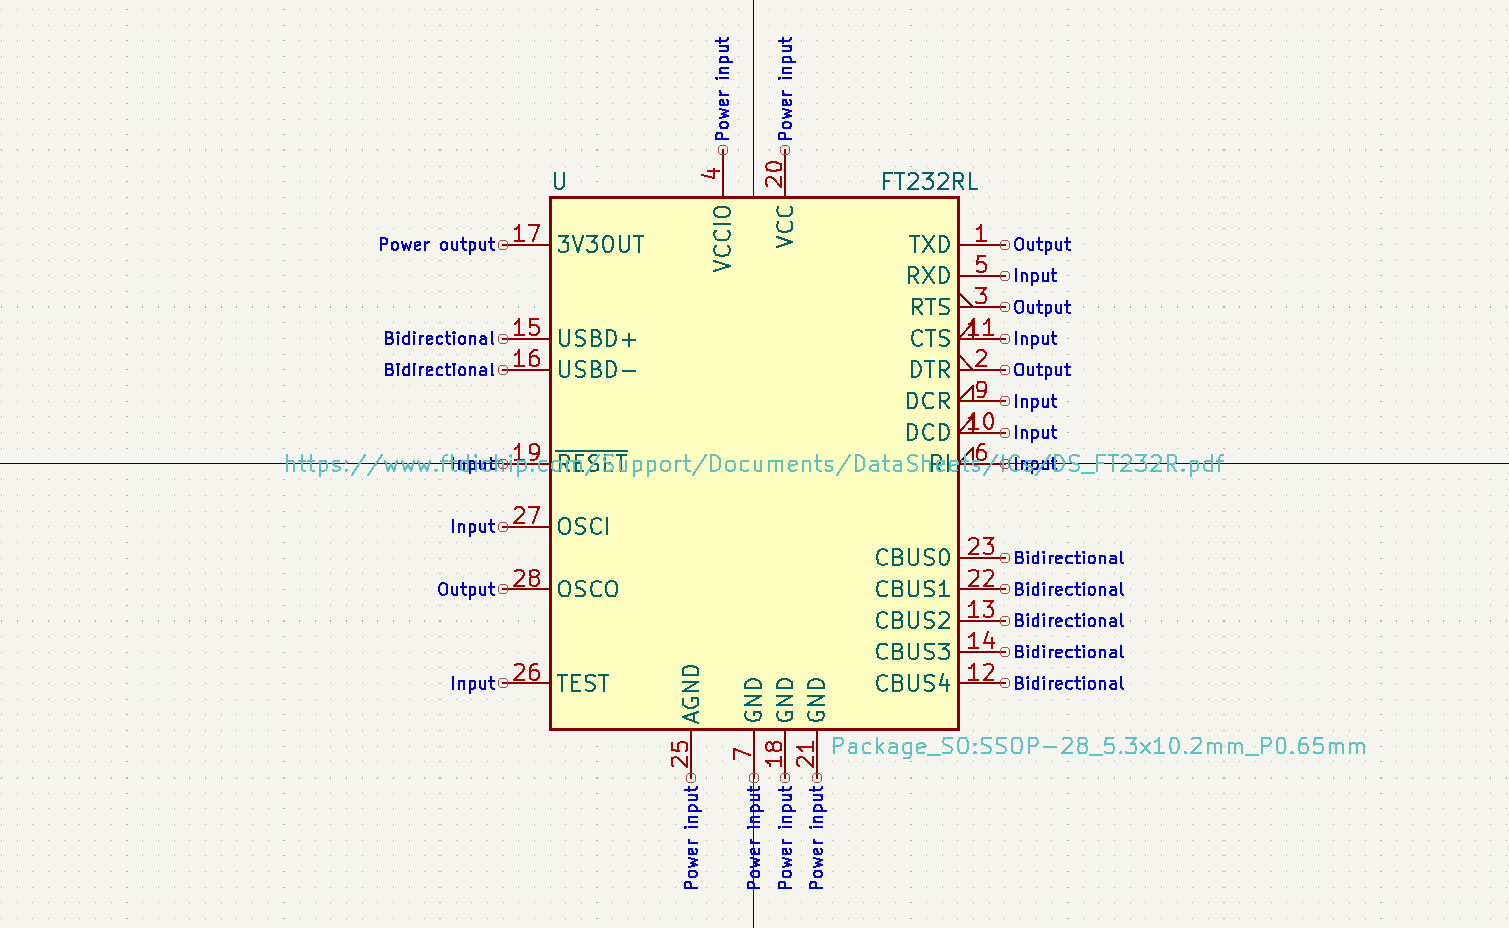 Power input
Power input
4
20
U
FT232RL
VCCIO
VCC
Power output
17
3V3OUT
TXD
1
Output
RXD
5
Input
RTS
3
Output
Bidirectional
15
USBD+
CTS
11
Input
Bidirectional
16
USBD-
DTR
2
Output
DCR
9
Input
DCD
10
Input
Input
19
RESET
https://www.ftdichip.com/Support/Documents/DataSheets/ICs/DS_FT232R.pdf
RI
6
Input
Input
27
OSCI
CBUS0
23
Bidirectional
Output
28
OSCO
CBUS1
22
Bidirectional
CBUS2
13
Bidirectional
CBUS3
14
Bidirectional
Input
26
TEST
CBUS4
12
Bidirectional
AGND
GND
GND
GND
25
7
18
21
Package_SO:SSOP-28_5.3x10.2mm_P0.65mm
Power input
Power input
Power input
Power input